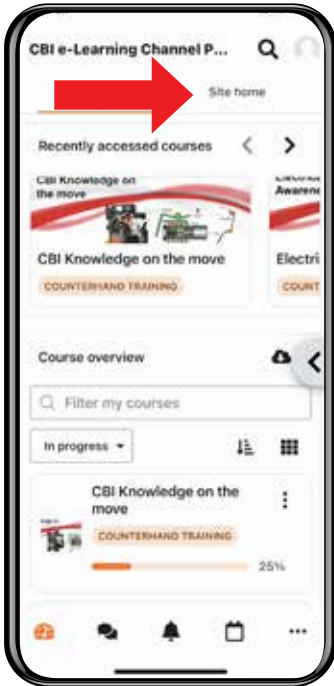 CBI e-Learning Channel P...
Site home
Recently accessed courses
CBI Knowledge on
the move
Awarene
CBI Knowledge on the move
Electri
COUNTERHAND TRAINING
COUNT
Course overview
Filter my courses
In progress
CBI Knowledge on the
move
COUNTERHAND TRAINING
25%